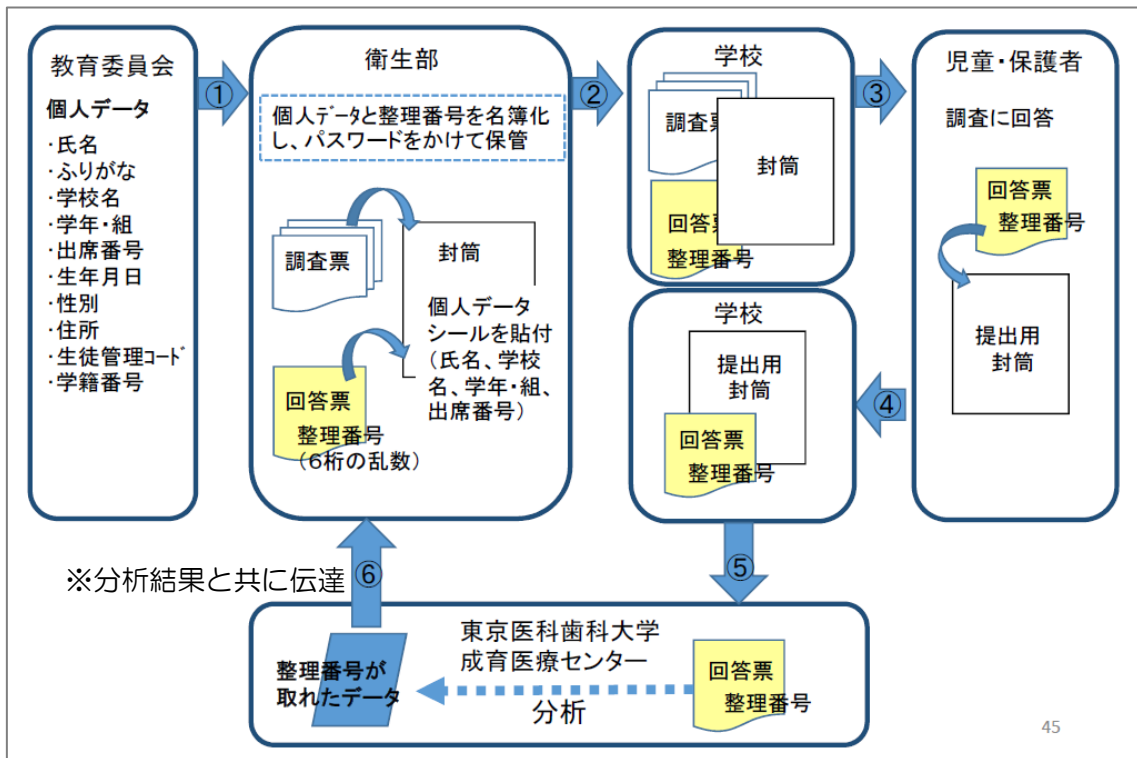 教育委員会
個人データ
・氏名
・ふりがな
・学校名
・学年・組
・出席番号
・生年月日
・性別
・住所
・生徒管理ｺｰﾄﾞ
・学籍番号
①
衛生部
個人ﾃﾞｰﾀと整理番号を名簿化
し、パスワードをかけて保管
調査票
封筒
個人データ
シールを貼付
（氏名、学校
名、学年・組、
出席番号）
回答票
整理番号
（６桁の乱数）
②
学校
調査票
封筒
回答票
整理番号
③
児童・保護者
調査に回答
回答票
整理番号
提出用
封筒
④
学校
提出用
封筒
回答票
整理番号
⑤
東京医科歯科大学
成育医療センター
回答票
整理番号
分析
整理番号が
取れたデータ
⑥
※分析結果と共に伝達
45